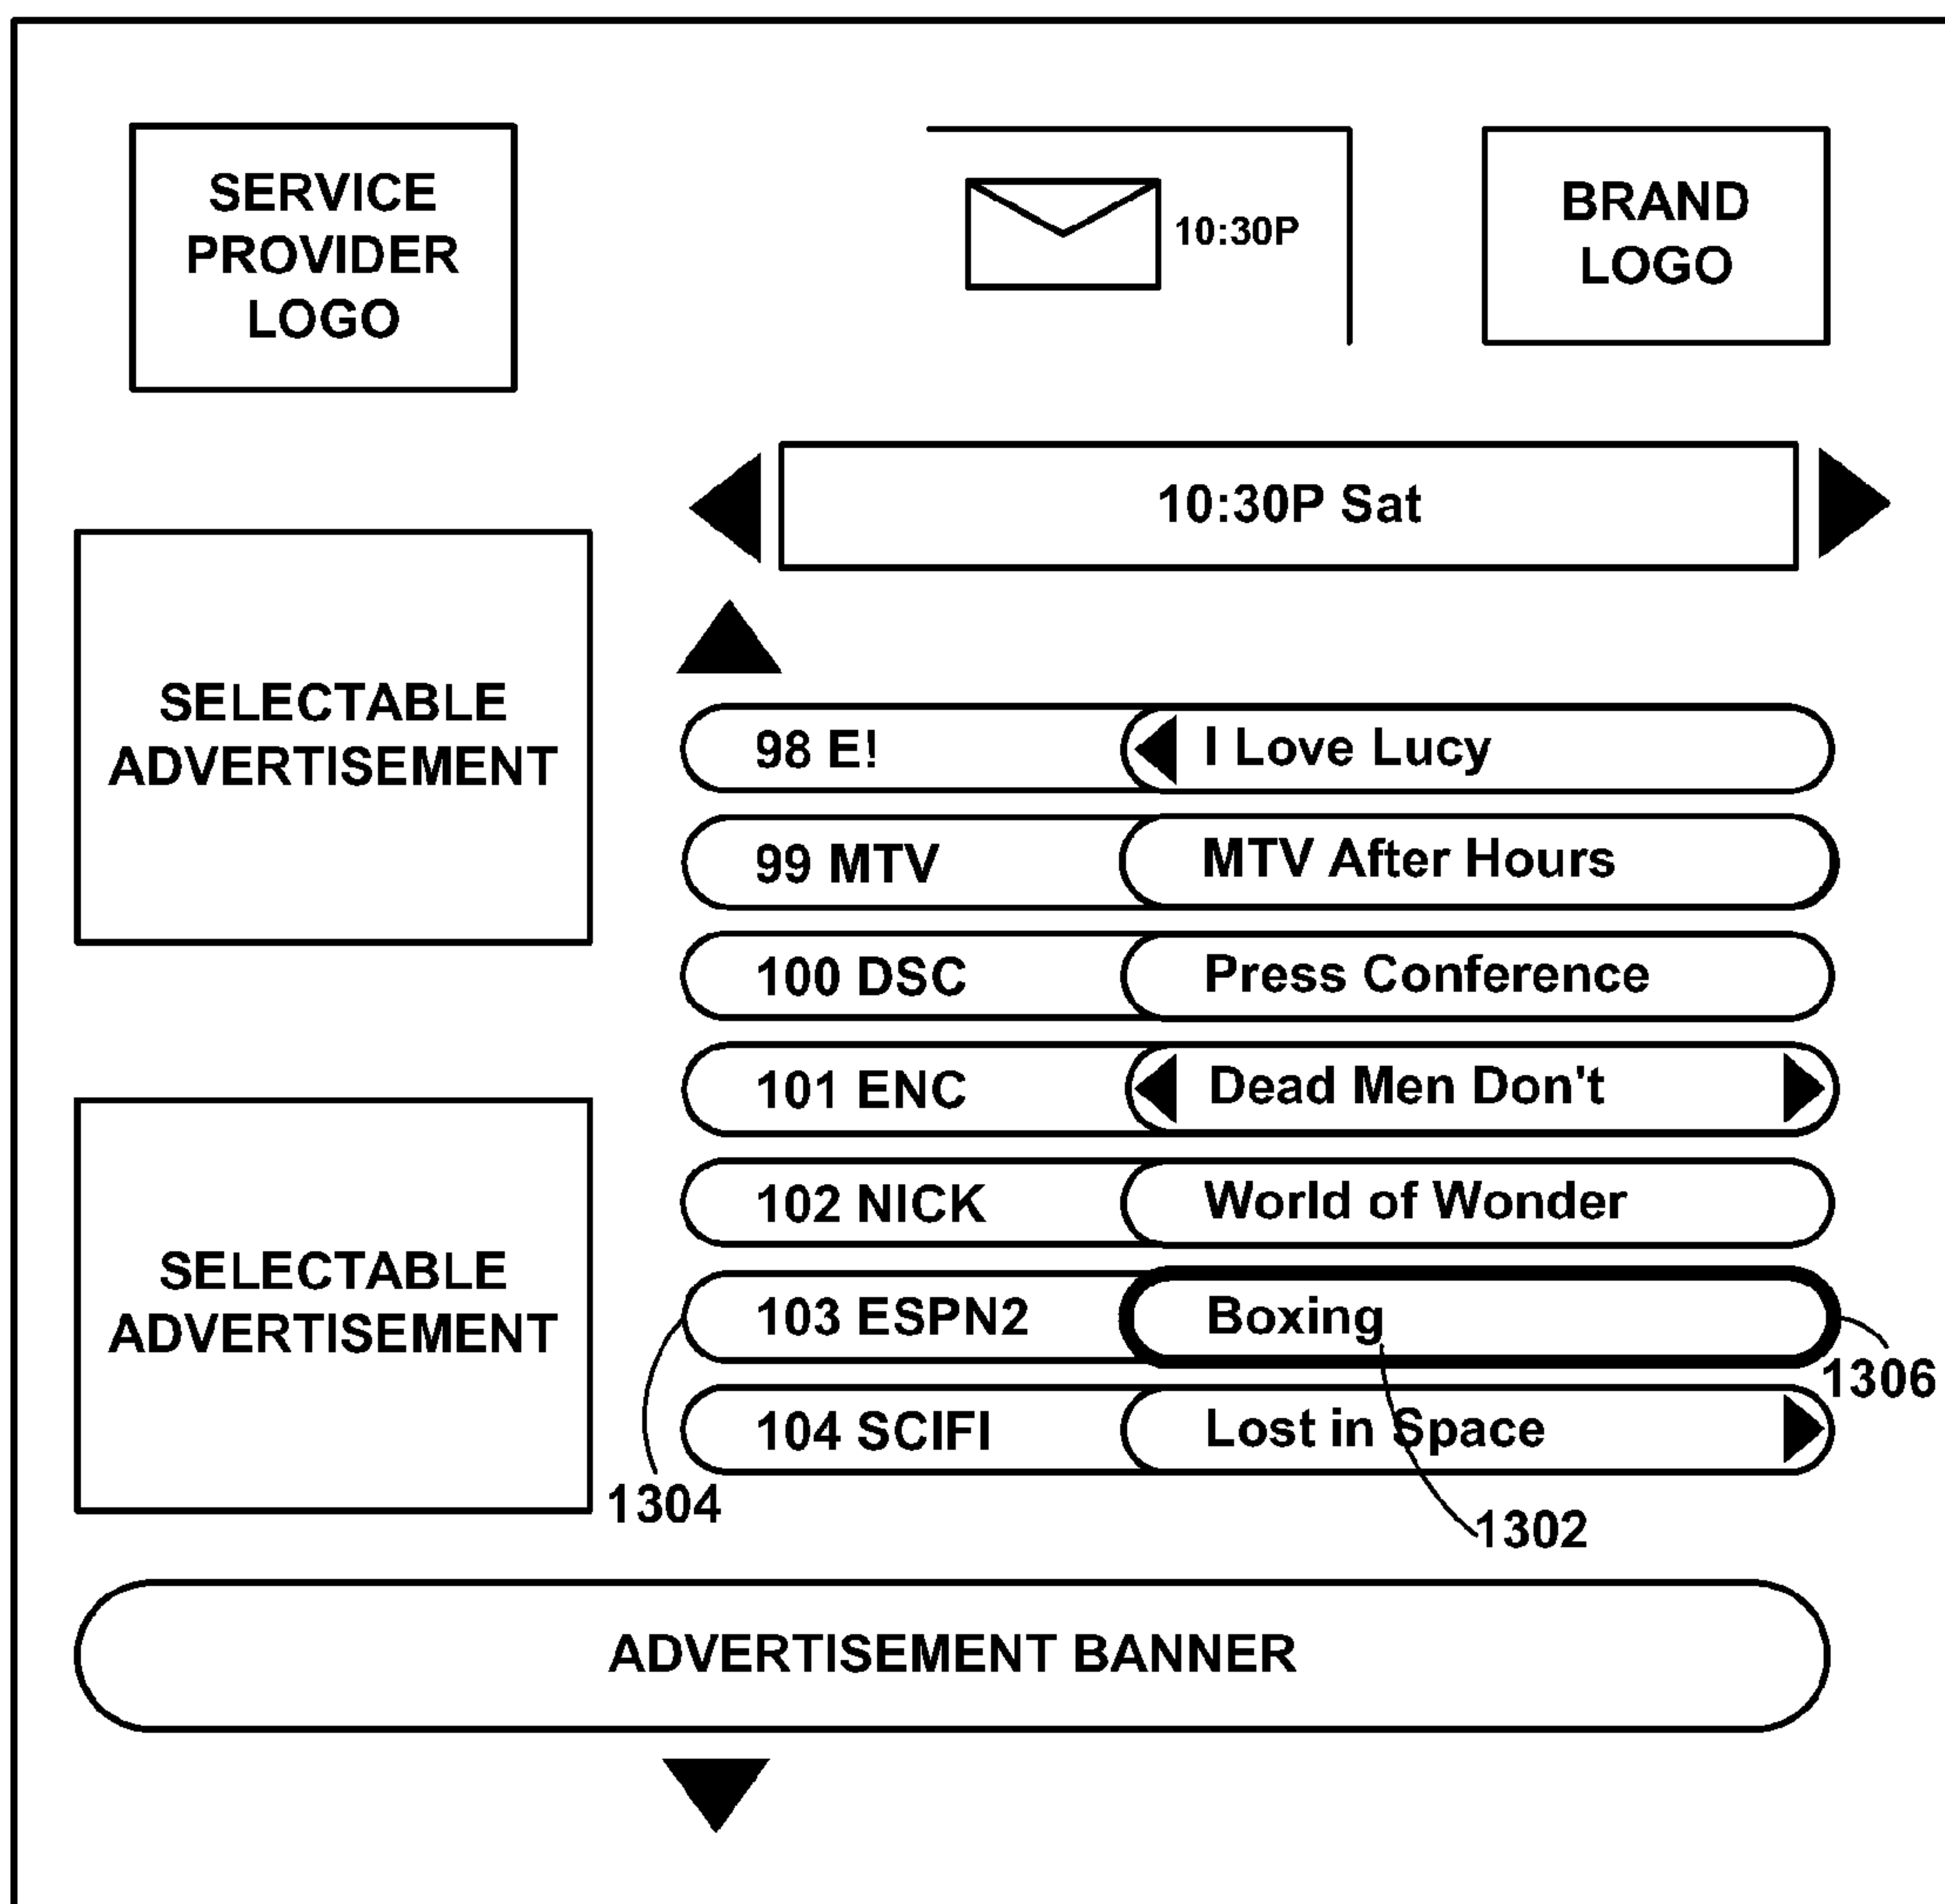 SERVICE
PROVIDER
LOGO
10:30P
BRAND
LOGO
10:30P Sat
SELECTABLE
ADVERTISEMENT
98 E! I Love Lucy
99 MTV MTV After Hours
100 DSC Press Conference
101 ENC Dead Men Don't
102 NICK World of Wonder
103 ESPN2 Boxing
1306
104 SCIFI Lost in Space
SELECTABLE
ADVERTISEMENT
1304
1302
ADVERTISEMENT BANNER